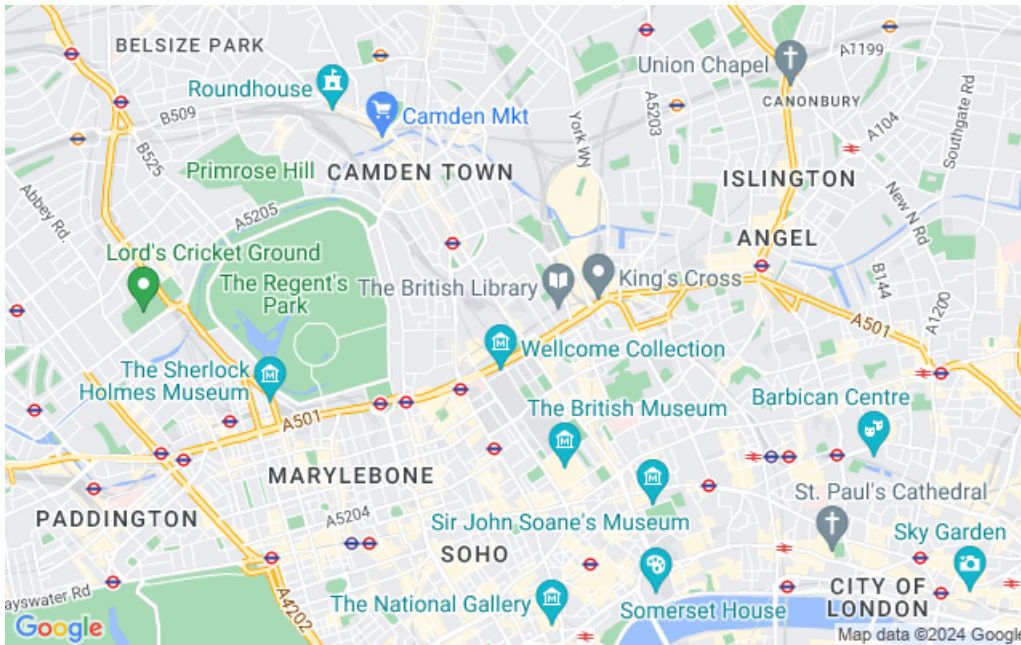 BELSIZE PARK
A1199
Union Chapel
Roundhouse
CANONBURY
Camden Mkt
B509
A5203
York Wy
A104
Southgate Rd
B525
Primrose Hill
CAMDEN TOWN
ISLINGTON
Abbey Rd.
New N Rd
A5205
ANGEL
Lord's Cricket Ground
The Regent's
Park
The British Library
King's Cross
B144
A1200
A501
Wellcome Collection
The Sherlock
Holmes Museum
A501
The British Museum
Barbican Centre
MARYLEBONE
St. Paul's Cathedral
PADDINGTON
A5204
Sir John Soane's Museum
Sky Garden
SOHO
CITY OF
LONDON
ayswater Rd
A4202
The National Gallery
Somerset House
Google
Map data ©2024 Google